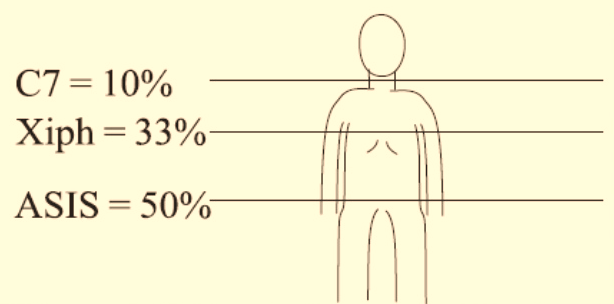 C7 = 10%
Xiph = 33%
ASIS = 50%